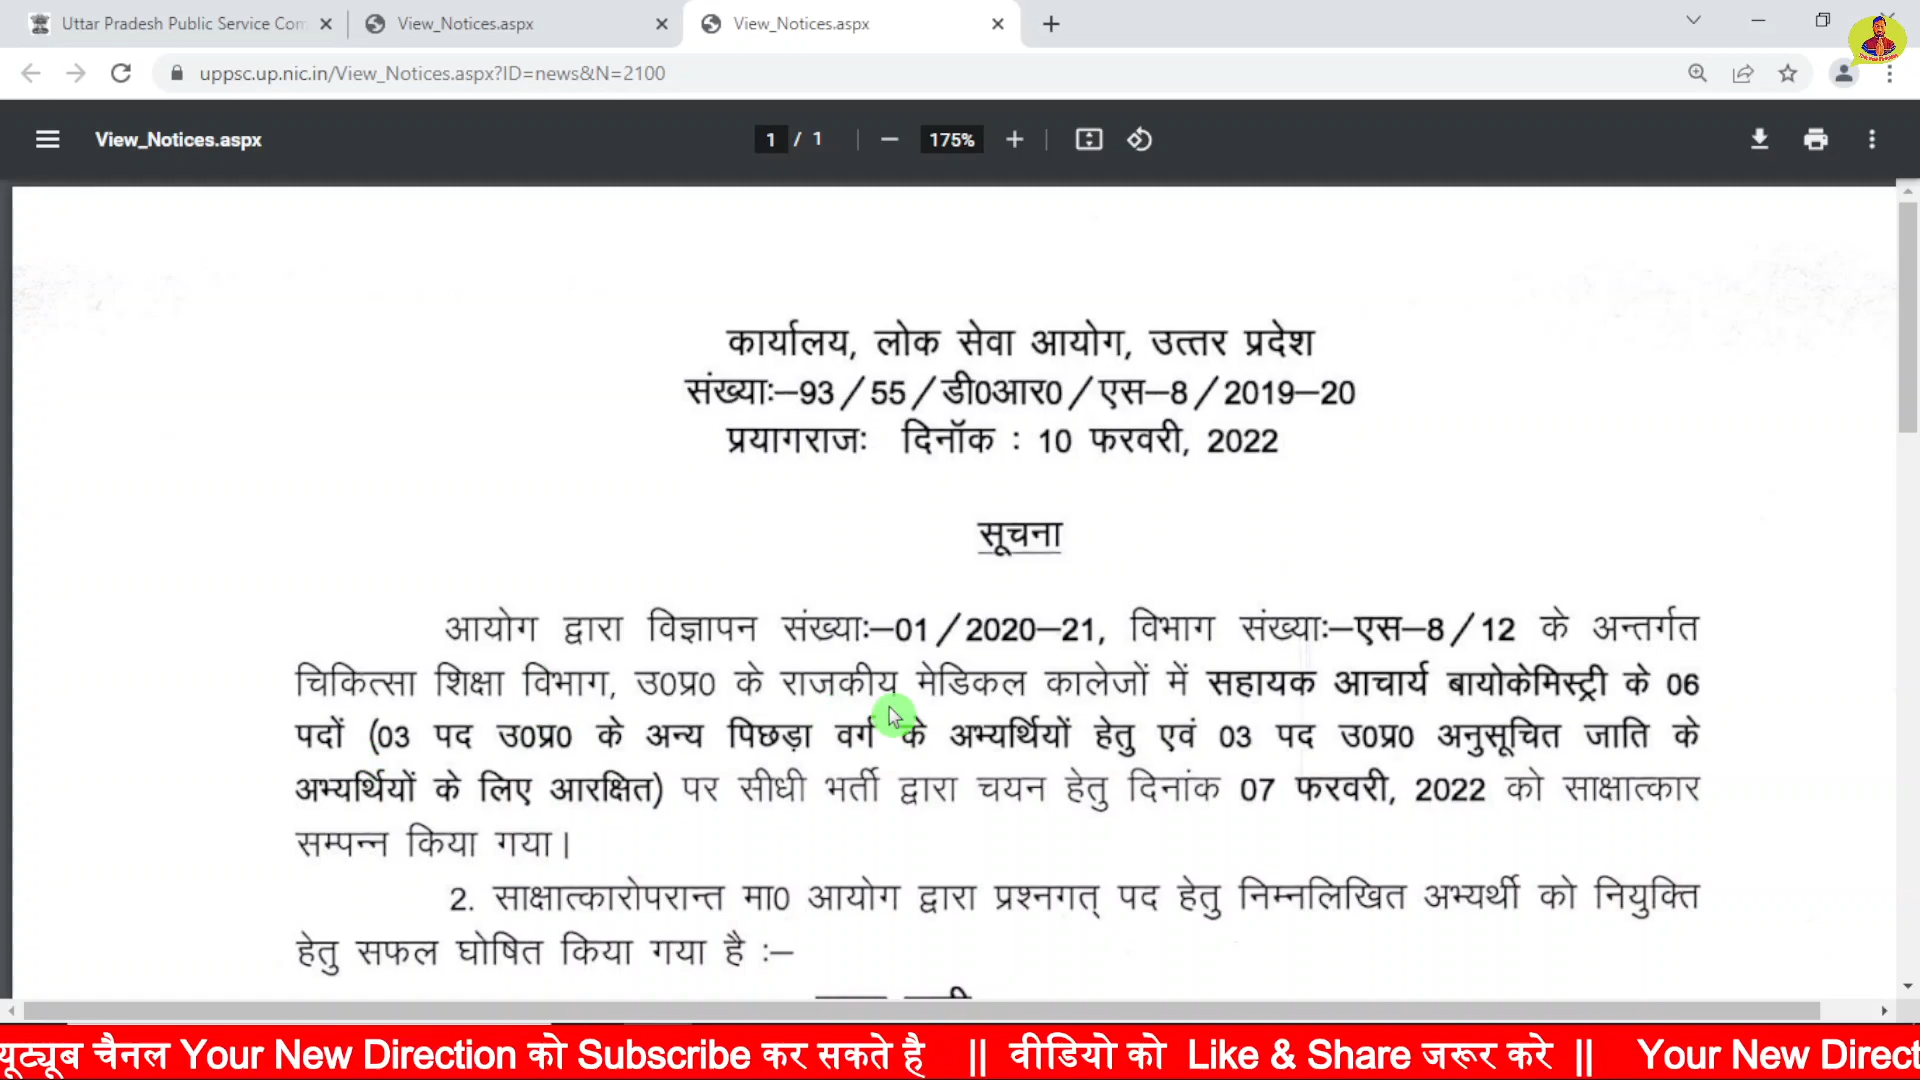 Uttar Pradesh Public Service Com
View_Notices.aspx
View_Notices.aspx
uppsc.up.nic.in/View_Notices.aspx?ID=news&N=2100
View_Notices.aspx
1 / 1
175%
कार्यालय, लोक सेवा आयोग, उत्तर प्रदेश
संख्याः–93/55/डी0आर0/एस–8/2019–20
प्रयागराजः दिनॉक : 10 फरवरी, 2022
सूचना
आयोग द्वारा विज्ञापन संख्याः–01/2020–21, विभाग संख्याः–एस–8/12 के अन्तर्गत
चिकित्सा शिक्षा विभाग, उ0प्र0 के राजकीय मेडिकल कालेजों में सहायक आचार्य बायोकेमिस्ट्री के 06
पदों (03 पद उ0प्र0 के अन्य पिछड़ा वर्ग के अभ्यर्थियों हेतु एवं 03 पद उ0प्र0 अनुसूचित जाति के
अभ्यर्थियों के लिए आरक्षित) पर सीधी भर्ती द्वारा चयन हेतु दिनांक 07 फरवरी, 2022 को साक्षात्कार
सम्पन्न किया गया।
2. साक्षात्कारोपरान्त मा0 आयोग द्वारा प्रश्नगत् पद हेतु निम्नलिखित अभ्यर्थी को नियुक्ति
हेतु सफल घोषित किया गया है :–
यूट्यूब चैनल Your New Direction को Subscribe कर सकते है || वीडियो को Like & Share जरूर करे || Your New Direct